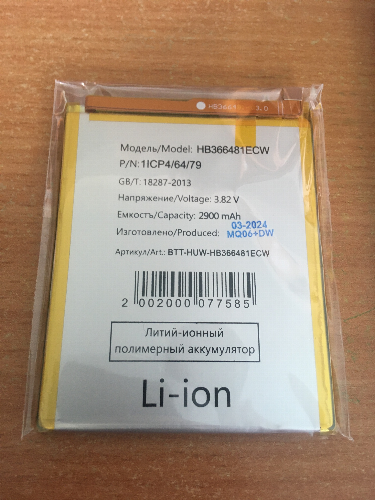 Модель/Model: HB366481ECW
P/N: 1ICP4/64/79
GB/T: 18287-2013
Напряжение/Voltage: 3.82 V
Емкость/Capacity: 2900 mAh
03-2024
Изготовлено/Produced: MQ06+DW
Артикул/Art.: BTT-HUW-HB366481ECW
2 002000 077585
Литий-ионный
полимерный аккумулятор
Li-ion